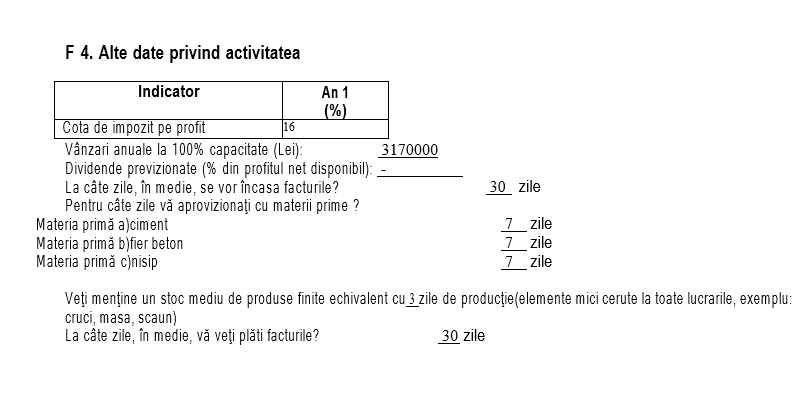 F 4. Alte date privind activitatea
Indicator An 1
(%)
Cota de impozit pe profit 16
Vânzari anuale la 100% capacitate (Lei): 3170000
Dividende previzionate (% din profitul net disponibil): -
La câte zile, în medie, se vor încasa facturile? 30 zile
Pentru câte zile vă aprovizionaţi cu materii prime ?
Materia primă a)ciment 7 zile
Materia primă b)fier beton 7 zile
Materia primă c)nisip 7 zile
Veţi menţine un stoc mediu de produse finite echivalent cu 3 zile de producţie(elemente mici cerute la toate lucrarile, exemplu:
cruci, masa, scaun)
La câte zile, în medie, vă veţi plăti facturile? 30 zile